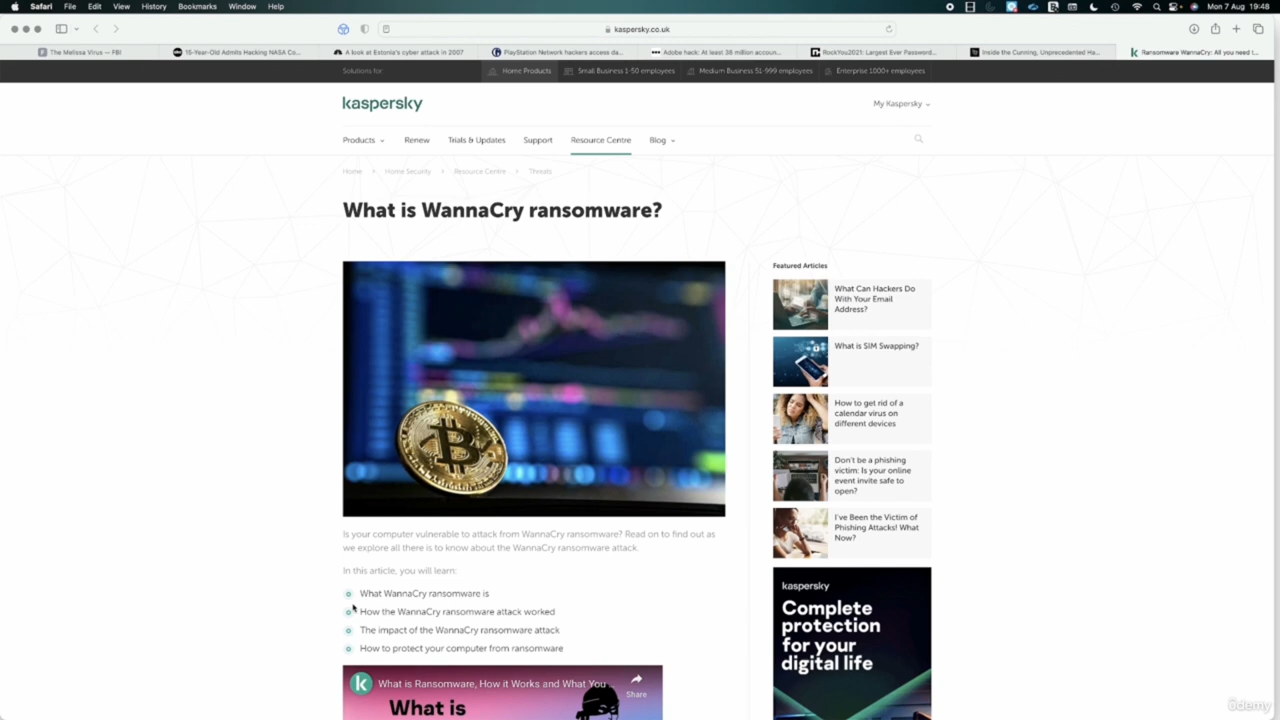 Safari File Edit View History Bookmarks Window Help Mon 7 Aug 19:48
kaspersky.co.uk
The Melissa Virus — FBI
15-Year-Old Admits Hacking NASA Co...
A look at Estonia's cyber attack in 2007
PlayStation Network hackers access da...
Adobe hack: At least 38 million accoun...
RockYou2021: Largest Ever Password...
Inside the Cunning, Unprecedented Ha...
Ransomware WannaCry: All you need t...
Solutions for Home Products Small Business 1-50 employees Medium Business 51-999 employees Enterprise 1000+ employees
kaspersky
My Kaspersky
Products Renew Trials & Updates Support Resource Centre Blog
Home Home Security Resource Centre Threats
What is WannaCry ransomware?
Is your computer vulnerable to attack from WannaCry ransomware? Read on to find out as
we explore all there is to know about the WannaCry ransomware attack.
In this article, you will learn:
What WannaCry ransomware is
How the WannaCry ransomware attack worked
The impact of the WannaCry ransomware attack
How to protect your computer from ransomware
What is Ransomware, How it Works and What You
Share
What is
Featured Articles
What Can Hackers Do
With Your Email
Address?
What is SIM Swapping?
How to get rid of a
calendar virus on
different devices
Don't be a phishing
victim: Is your online
event invite safe to
open?
I've Been the Victim of
Phishing Attacks! What
Now?
kaspersky
Complete
protection
for your
digital life
ûdemy